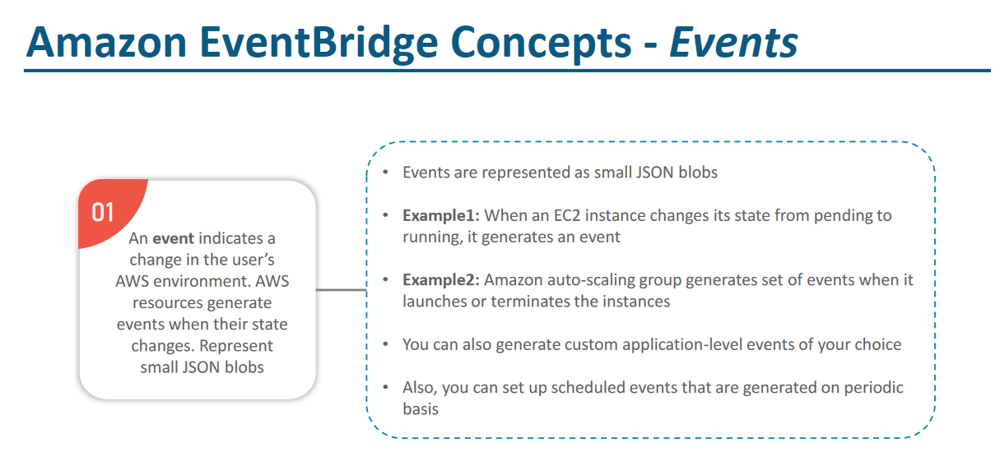 Amazon EventBridge Concepts - Events
01
An event indicates a
change in the user’s
AWS environment. AWS
resources generate
events when their state
changes. Represent
small JSON blobs
• Events are represented as small JSON blobs
• Example1: When an EC2 instance changes its state from pending to
running, it generates an event
• Example2: Amazon auto-scaling group generates set of events when it
launches or terminates the instances
• You can also generate custom application-level events of your choice
• Also, you can set up scheduled events that are generated on periodic
basis